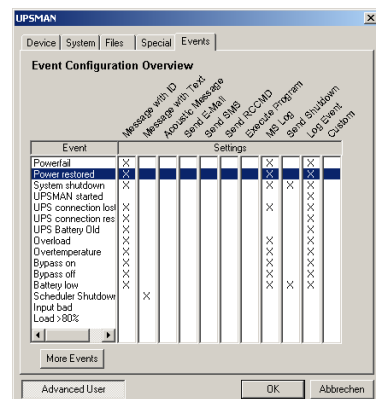 UPSMAN
Device System Files Special Events
Event Configuration Overview
Message with ID
Message with Text
Acoustic Message
Send E-Mail
Send SMS
Send RCCMD
Execute Program
MS Log
Send Shutdown
Log Event
Custom
Event Settings
Powerfail X X X
Power restored X X X
System shutdown X X X X
UPSMAN started X
UPS connection lost X X X
UPS connection res X X
UPS Battery Old X X
Overload X X X
Overtemperature X X X
Bypass on X X X
Bypass off X X X
Battery low X X X X
Scheduler Shutdow X
Input bad
Load >80%
More Events
Advanced User OK Abbrechen